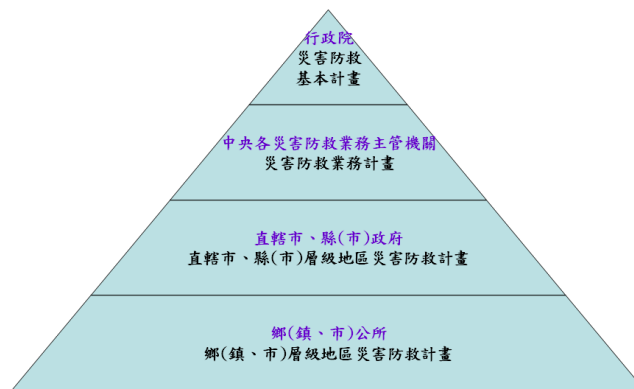 行政院
災害防救
基本計畫
中央各災害防救業務主管機關
災害防救業務計畫
直轄市、縣(市)政府
直轄市、縣(市)層級地區災害防救計畫
鄉(鎮、市)公所
鄉(鎮、市)層級地區災害防救計畫